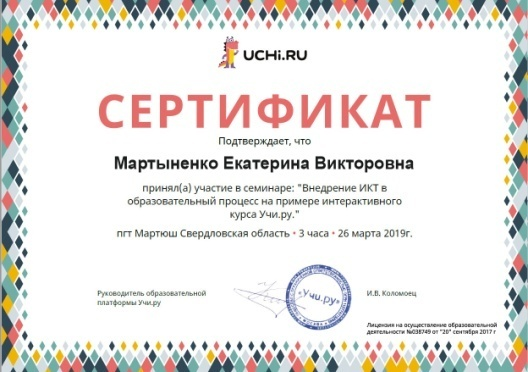 UCHi.RU
СЕРТИФИКАТ
Подтверждает, что
Мартыненко Екатерина Викторовна
принял(а) участие в семинаре: "Внедрение ИКТ в
образовательный процесс на примере интерактивного
курса Учи.ру."
пгт Мартюш Свердловская область • 3 часа • 26 марта 2019г.
Руководитель образовательной
платформы Учи.ру
«Учи.ру»
И.В. Коломоец
Лицензия на осуществление образовательной
деятельности №038749 от "20" сентября 2017 г